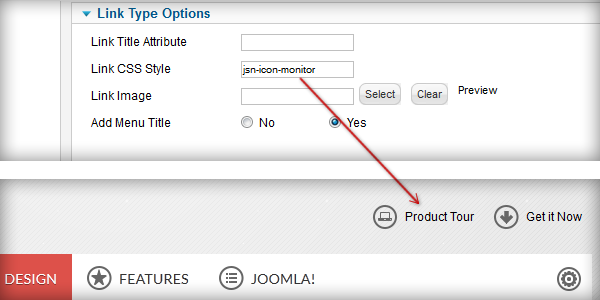 Link Type Options
Link Title Attribute
Link CSS Style jsn-icon-monitor
Link Image Select Clear Preview
Add Menu Title No Yes
Product Tour Get it Now
DESIGN FEATURES JOOMLA!